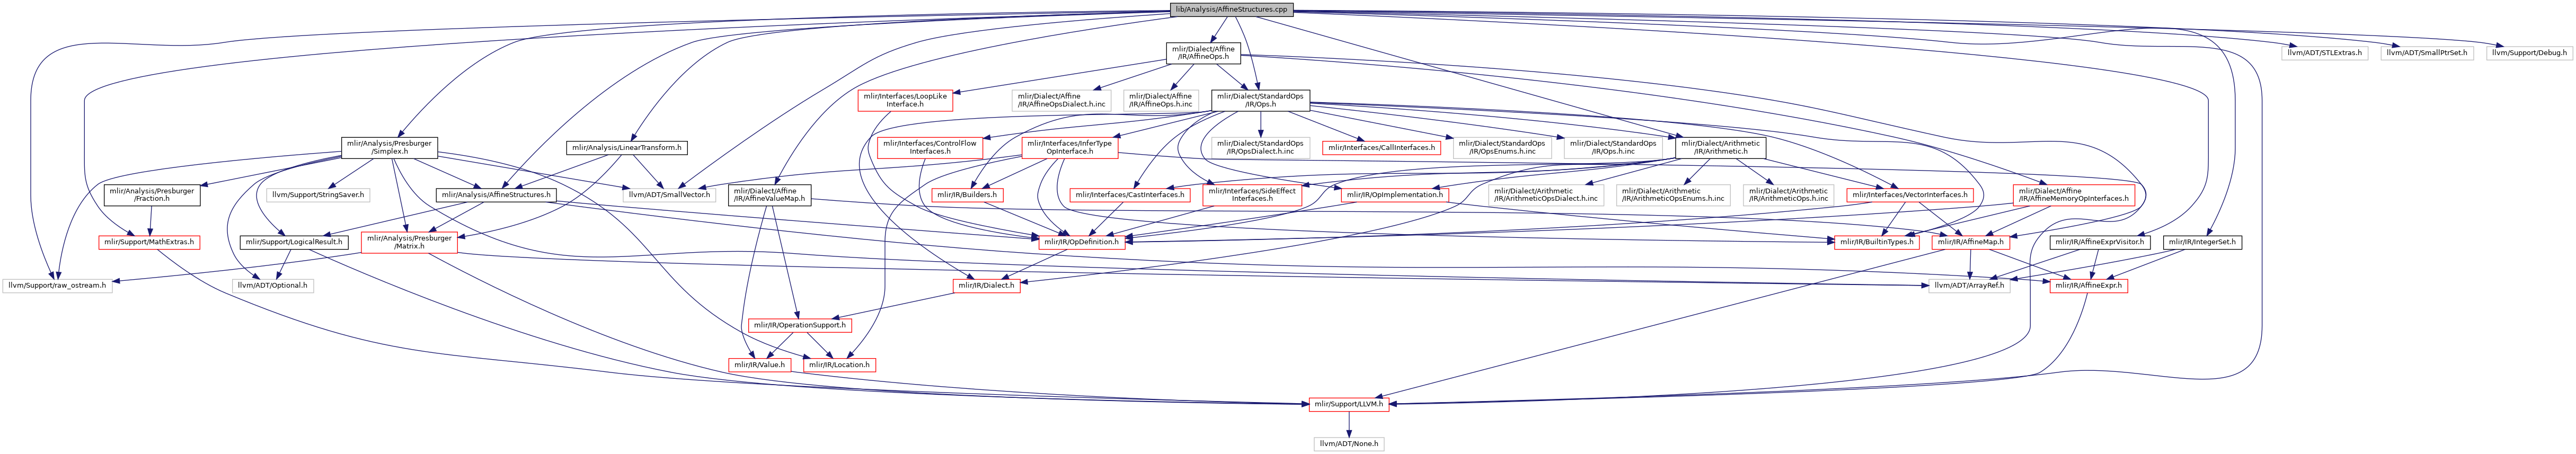 lib/Analysis/AffineStructures.cpp
mlir/Dialect/Affine
/IR/AffineOps.h
llvm/ADT/STLExtras.h
llvm/ADT/SmallPtrSet.h
llvm/Support/Debug.h
mlir/Interfaces/LoopLike
Interface.h
mlir/Dialect/Affine
/IR/AffineOpsDialect.h.inc
mlir/Dialect/Affine
/IR/AffineOps.h.inc
mlir/Dialect/StandardOps
/IR/Ops.h
mlir/Analysis/Presburger
/Simplex.h
mlir/Analysis/LinearTransform.h
mlir/Interfaces/ControlFlow
Interfaces.h
mlir/Interfaces/InferType
OpInterface.h
mlir/Dialect/StandardOps
/IR/OpsDialect.h.inc
mlir/Interfaces/CallInterfaces.h
mlir/Dialect/StandardOps
/IR/OpsEnums.h.inc
mlir/Dialect/StandardOps
/IR/Ops.h.inc
mlir/Dialect/Arithmetic
/IR/Arithmetic.h
mlir/Analysis/Presburger
/Fraction.h
llvm/Support/StringSaver.h
mlir/Analysis/AffineStructures.h
llvm/ADT/SmallVector.h
mlir/Dialect/Affine
/IR/AffineValueMap.h
mlir/IR/Builders.h
mlir/Interfaces/CastInterfaces.h
mlir/Interfaces/SideEffect
Interfaces.h
mlir/IR/OpImplementation.h
mlir/Dialect/Arithmetic
/IR/ArithmeticOpsDialect.h.inc
mlir/Dialect/Arithmetic
/IR/ArithmeticOpsEnums.h.inc
mlir/Dialect/Arithmetic
/IR/ArithmeticOps.h.inc
mlir/Interfaces/VectorInterfaces.h
mlir/Dialect/Affine
/IR/AffineMemoryOpInterfaces.h
mlir/Support/MathExtras.h
mlir/Support/LogicalResult.h
mlir/Analysis/Presburger
/Matrix.h
mlir/IR/OpDefinition.h
mlir/IR/BuiltinTypes.h
mlir/IR/AffineMap.h
mlir/IR/AffineExprVisitor.h
mlir/IR/IntegerSet.h
llvm/Support/raw_ostream.h
llvm/ADT/Optional.h
mlir/IR/Dialect.h
llvm/ADT/ArrayRef.h
mlir/IR/AffineExpr.h
mlir/IR/OperationSupport.h
mlir/IR/Value.h
mlir/IR/Location.h
mlir/Support/LLVM.h
llvm/ADT/None.h